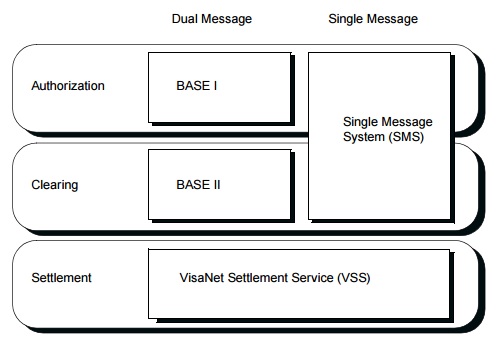 Dual Message
Single Message
Authorization
BASE I
Single Message
System (SMS)
Clearing
BASE II
Settlement
VisaNet Settlement Service (VSS)